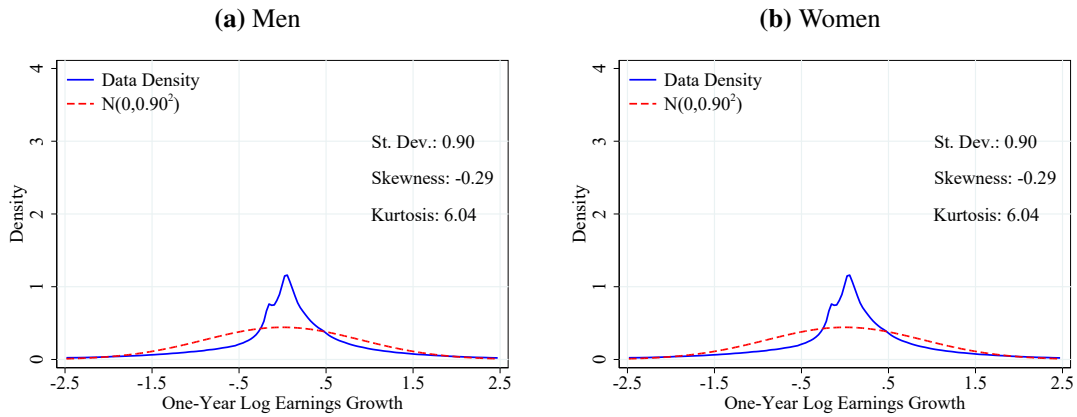 (a) Men
Density
4
3
2
1
0
Data Density
N(0,0.90²)
St. Dev.: 0.90
Skewness: -0.29
Kurtosis: 6.04
-2.5 -1.5 -.5 .5 1.5 2.5
One-Year Log Earnings Growth
(b) Women
Density
4
3
2
1
0
Data Density
N(0,0.90²)
St. Dev.: 0.90
Skewness: -0.29
Kurtosis: 6.04
-2.5 -1.5 -.5 .5 1.5 2.5
One-Year Log Earnings Growth